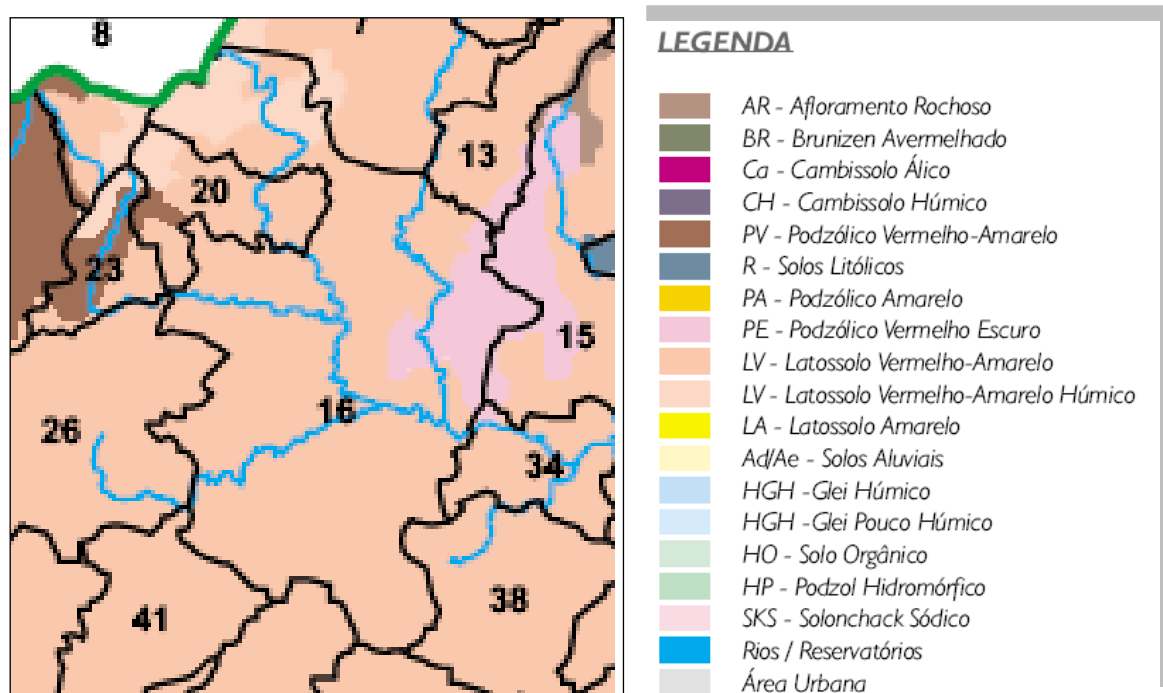 8
13
20
23
15
16
26
34
38
41
LEGENDA
AR - Afloramento Rochoso
BR - Brunizen Avermelhado
Ca - Cambissolo Álico
CH - Cambissolo Húmico
PV - Podzólico Vermelho-Amarelo
R - Solos Litólicos
PA - Podzólico Amarelo
PE - Podzólico Vermelho Escuro
LV - Latossolo Vermelho-Amarelo
LV - Latossolo Vermelho-Amarelo Húmico
LA - Latossolo Amarelo
Ad/Ae - Solos Aluviais
HGH -Glei Húmico
HGH -Glei Pouco Húmico
HO - Solo Orgânico
HP - Podzol Hidromórfico
SKS - Solonchack Sódico
Rios / Reservatórios
Área Urbana